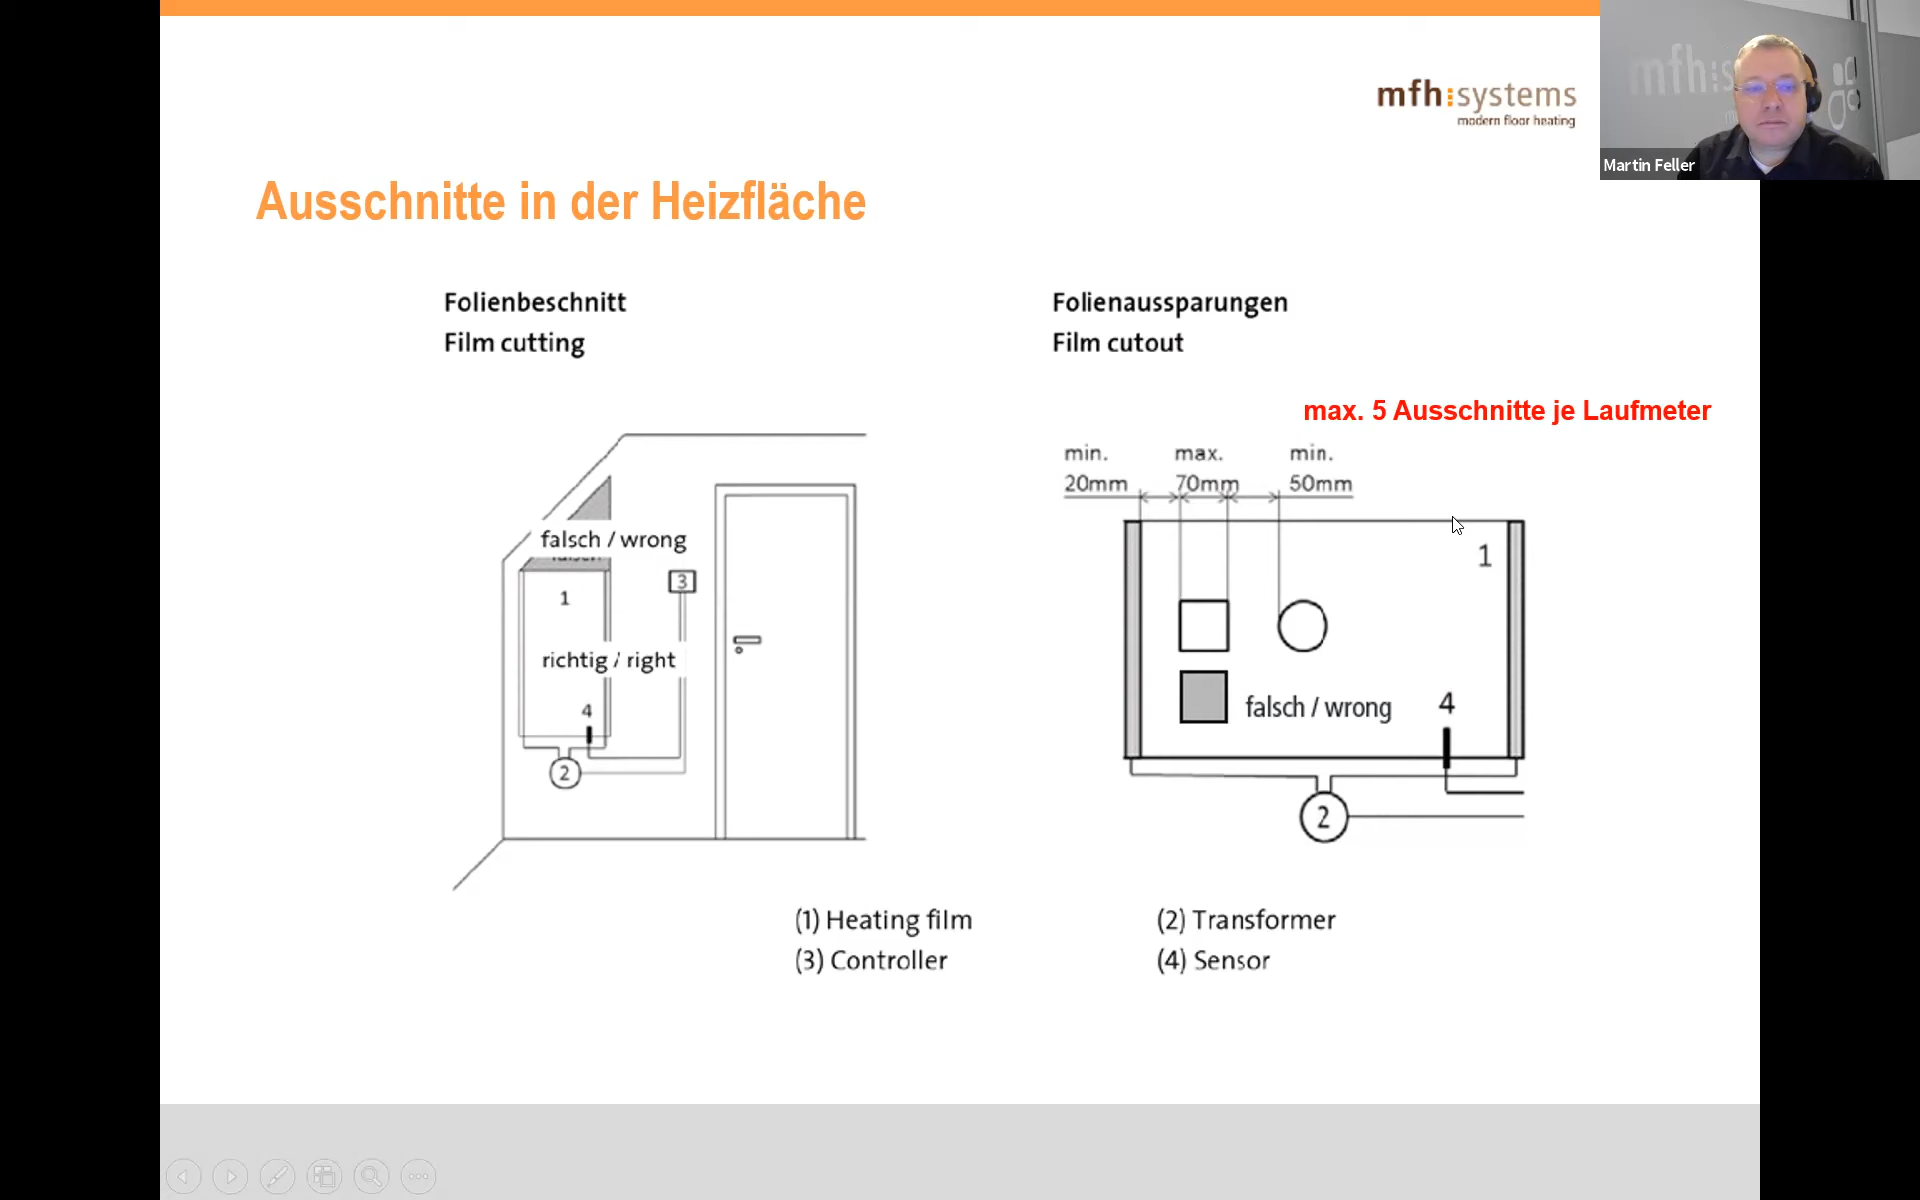 mfh:systems
modern floor heating
Martin Feller
Ausschnitte in der Heizfläche
Folienbeschnitt
Film cutting
falsch / wrong
1
3
richtig / right
4
2
Folienaussparungen
Film cutout
max. 5 Ausschnitte je Laufmeter
min. max. min.
20mm 70mm 50mm
1
falsch / wrong
4
2
(1) Heating film (2) Transformer
(3) Controller (4) Sensor